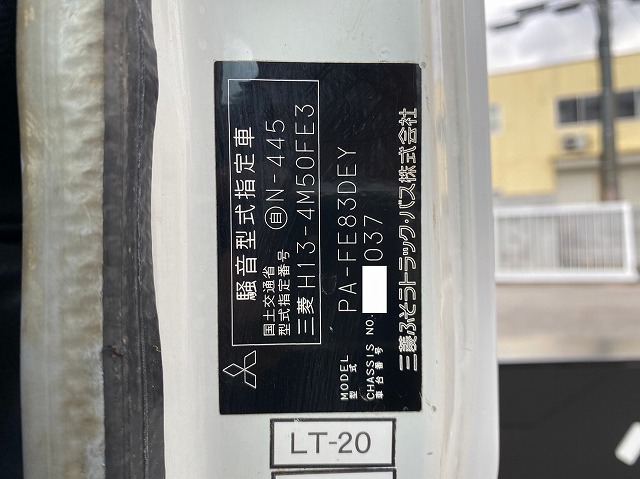 騒音型式指定車
国土交通省
型式指定番号 自N-445
三菱 H13-4M50FE3
MODEL
型式 PA-FE83DEY
CHASSIS NO.
車台番号 037
三菱ふそうトラック・バス株式会社
LT-20